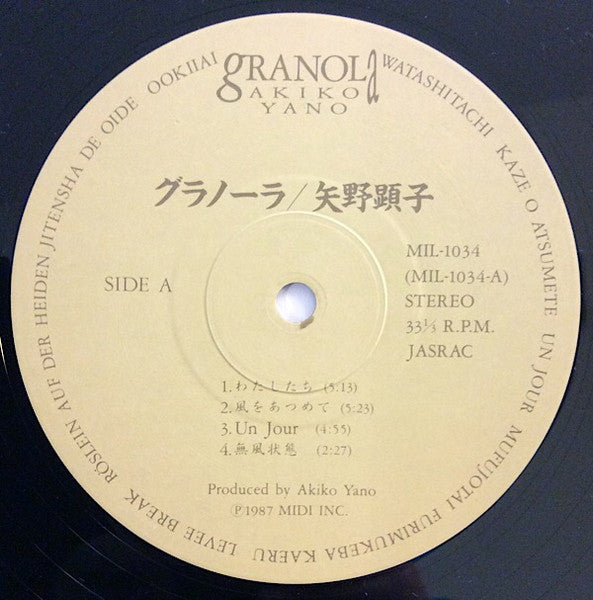 gRANOLa
AKIKO
YANO
WATASHITACHI KAZE O ATSUMETE UN JOUR MUFUJOTAI FURIMUKEBA KAERU LEVEE BREAK RÖSLEIN AUF DER HEIDEN JITENSHA DE OIDE OOKIIAI
グラノーラ/矢野顕子
SIDE A
MIL-1034
(MIL-1034-A)
STEREO
33⅓ R.P.M.
JASRAC
1.わたしたち (5:13)
2.風をあつめて (5:23)
3.Un Jour (4:55)
4.無風状態 (2:27)
Produced by Akiko Yano
Ⓟ1987 MIDI INC.